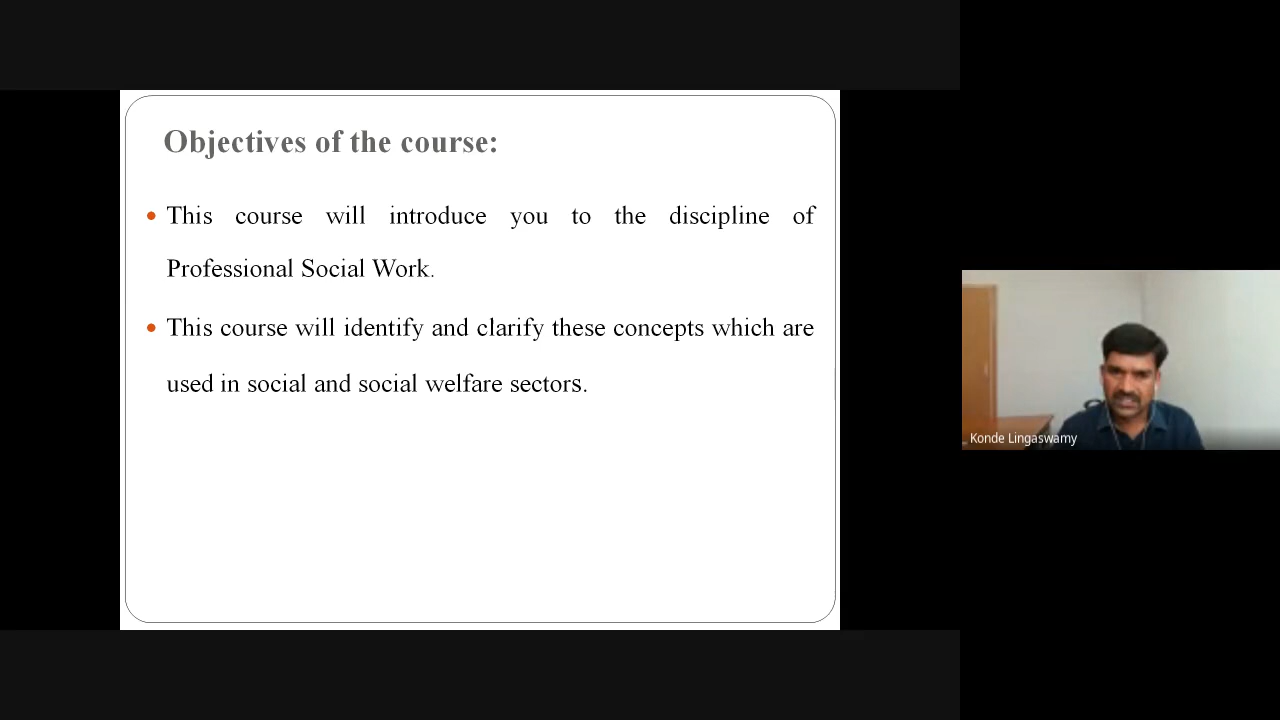 Objectives of the course:
This course will introduce you to the discipline of
Professional Social Work.
This course will identify and clarify these concepts which are
used in social and social welfare sectors.
Konde Lingaswamy